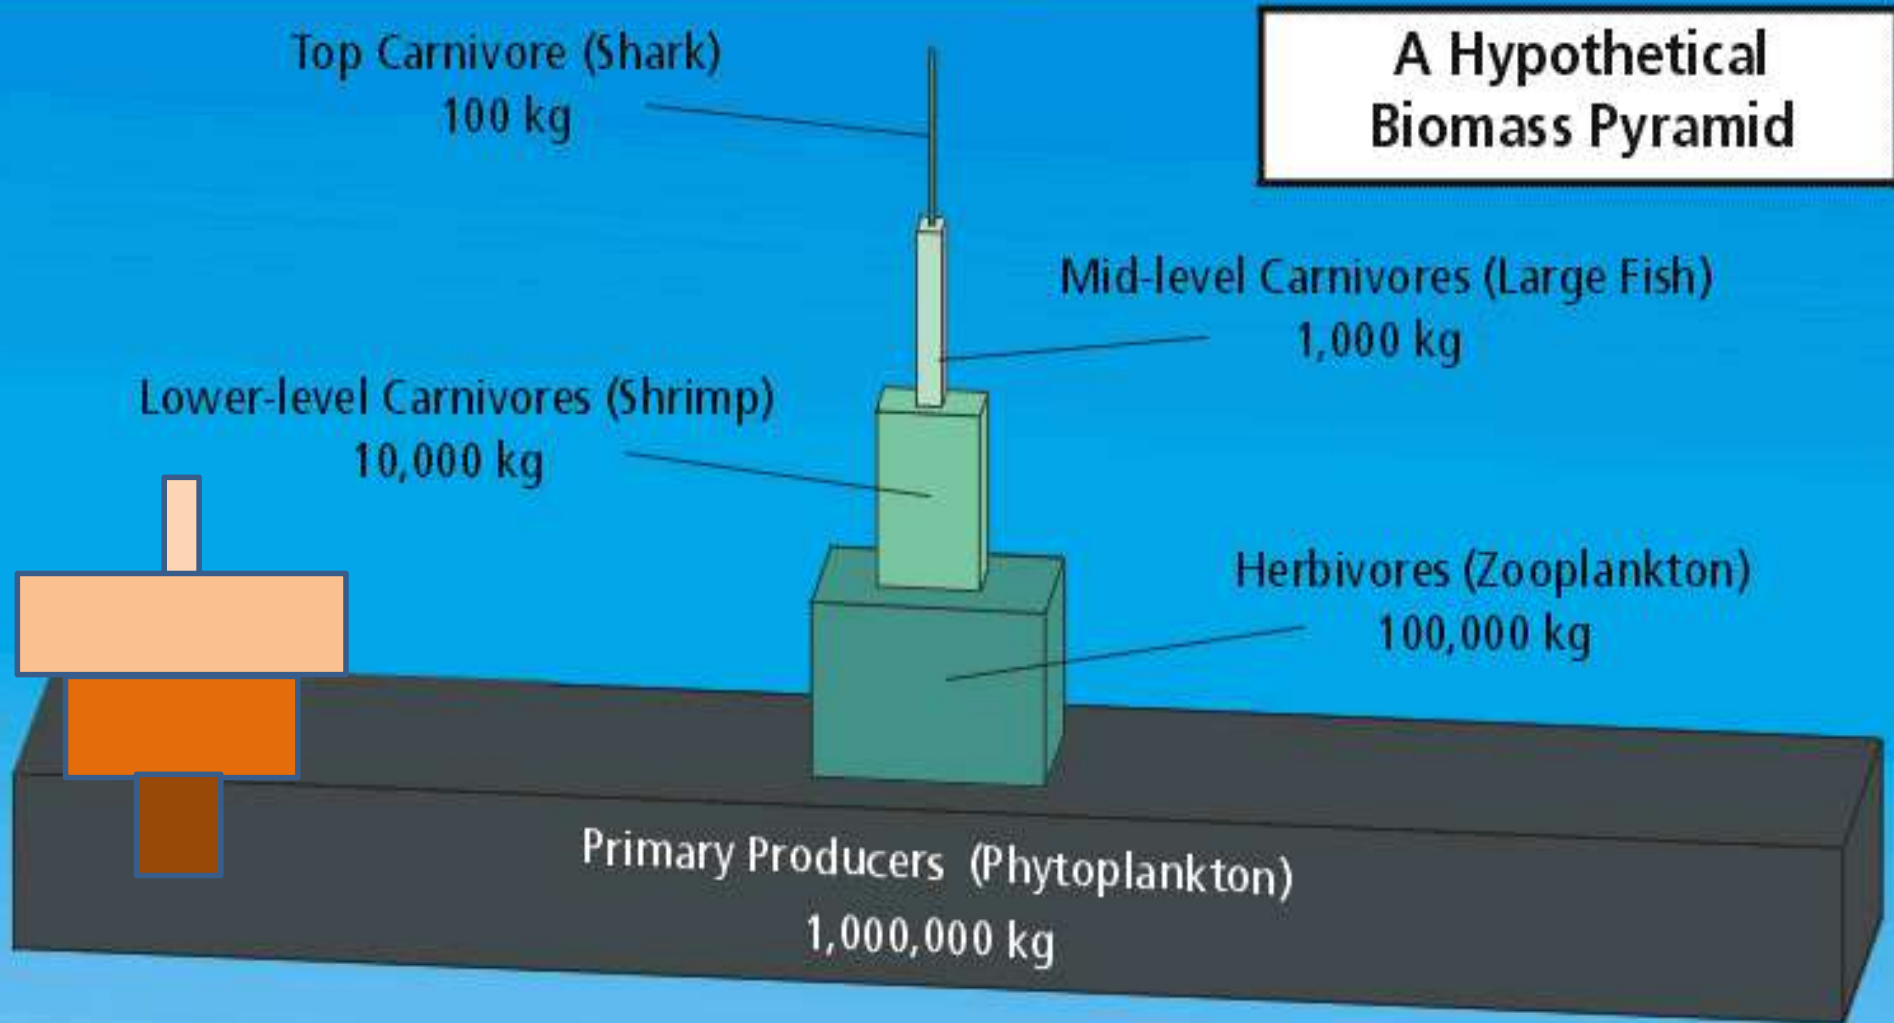 A Hypothetical
Biomass Pyramid
Top Carnivore (Shark)
100 kg
Mid-level Carnivores (Large Fish)
1,000 kg
Lower-level Carnivores (Shrimp)
10,000 kg
Herbivores (Zooplankton)
100,000 kg
Primary Producers (Phytoplankton)
1,000,000 kg